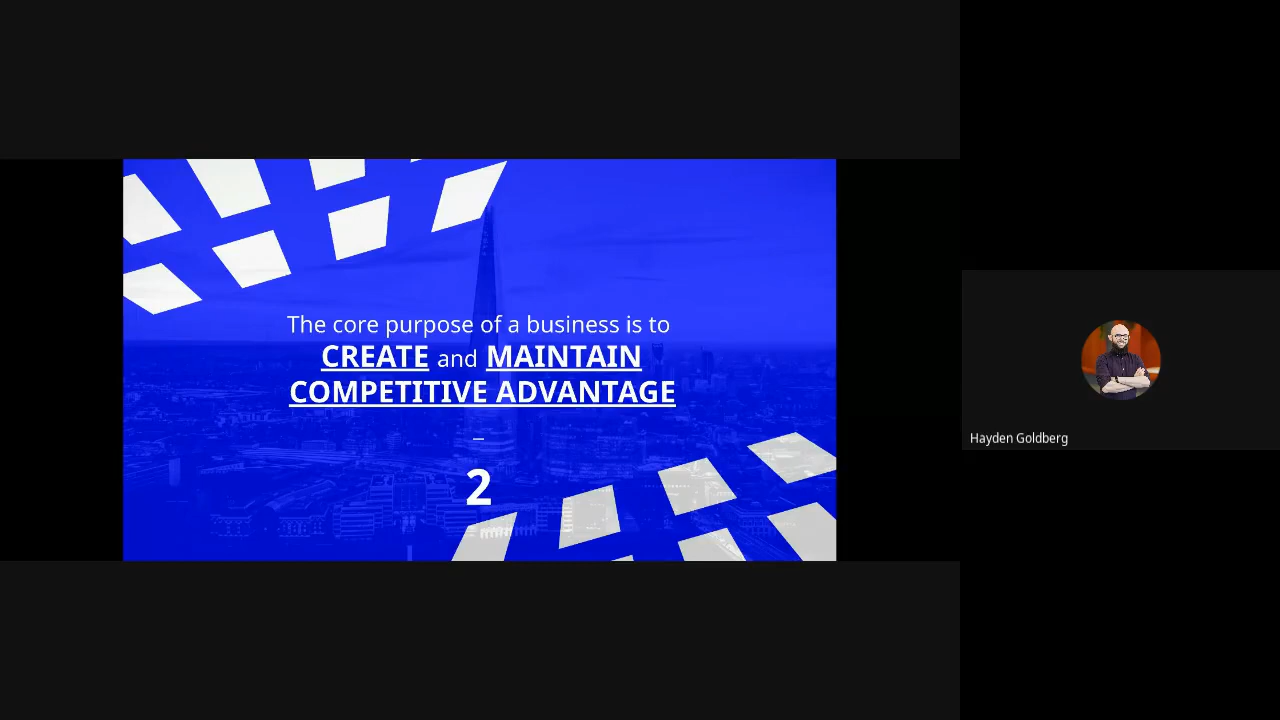 The core purpose of a business is to
CREATE and MAINTAIN
COMPETITIVE ADVANTAGE
–
2
Hayden Goldberg